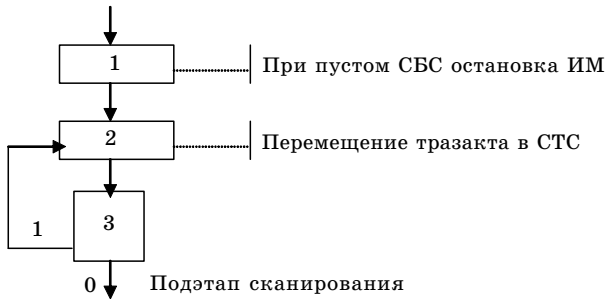 1
При пустом СБС остановка ИМ
2
Перемещение тразакта в СТС
3
1
0
Подэтап сканирования